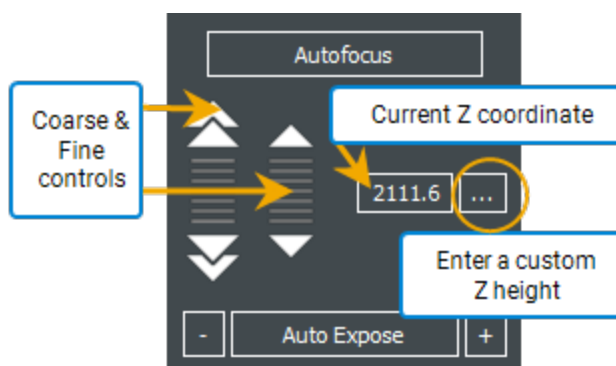 Autofocus
Coarse &
Fine
controls
Current Z coordinate
2111.6
...
Enter a custom
Z height
-
Auto Expose
+